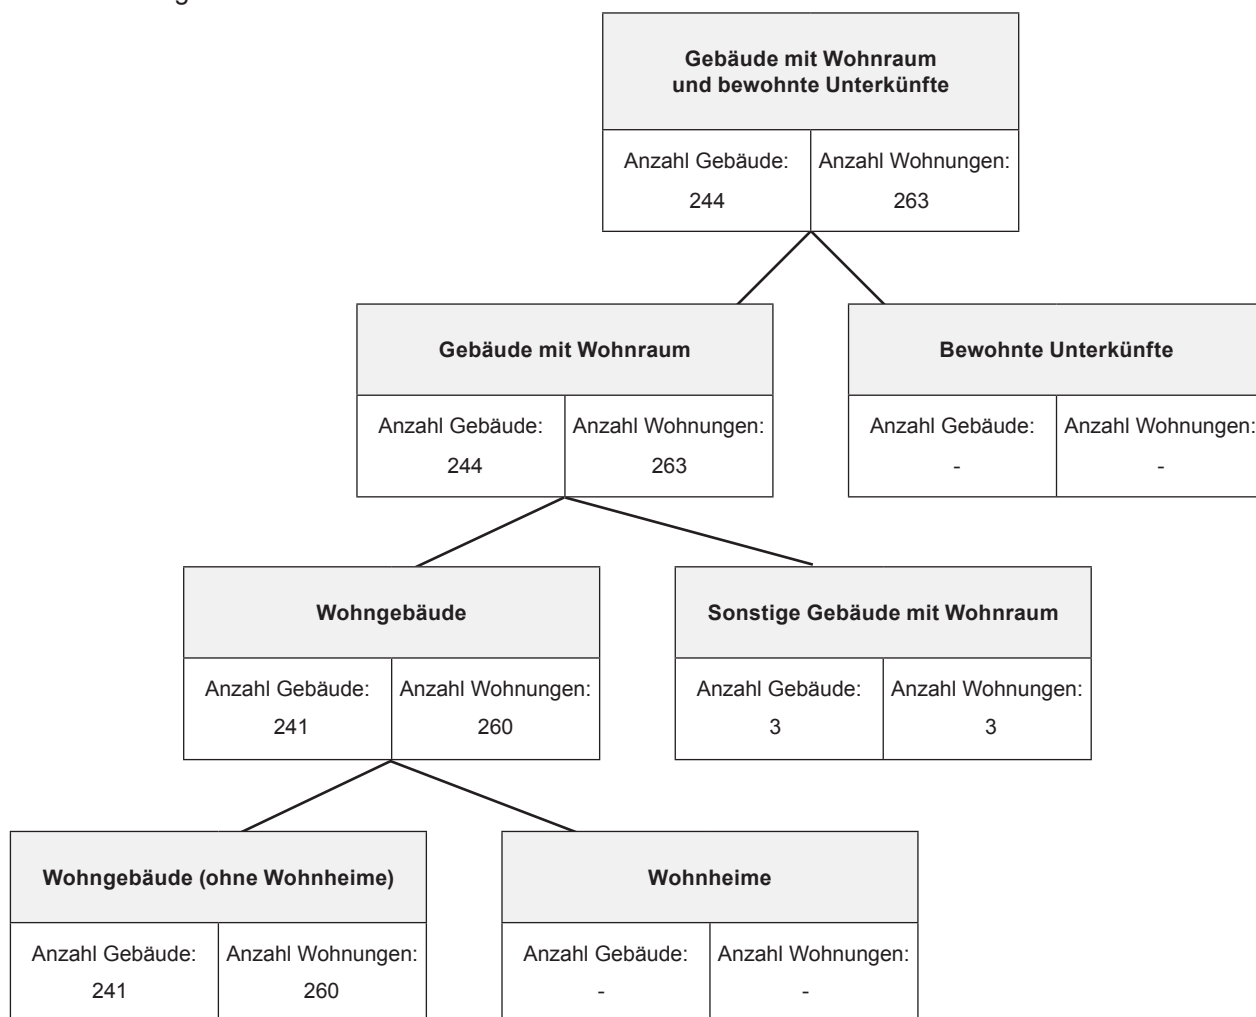 Gebäude mit Wohnraum
und bewohnte Unterkünfte
Anzahl Gebäude: Anzahl Wohnungen:
244 263
Gebäude mit Wohnraum
Bewohnte Unterkünfte
Anzahl Gebäude: Anzahl Wohnungen:
244 263
Anzahl Gebäude: Anzahl Wohnungen:
- -
Wohngebäude
Sonstige Gebäude mit Wohnraum
Anzahl Gebäude: Anzahl Wohnungen:
241 260
Anzahl Gebäude: Anzahl Wohnungen:
3 3
Wohngebäude (ohne Wohnheime)
Wohnheime
Anzahl Gebäude: Anzahl Wohnungen:
241 260
Anzahl Gebäude: Anzahl Wohnungen:
- -